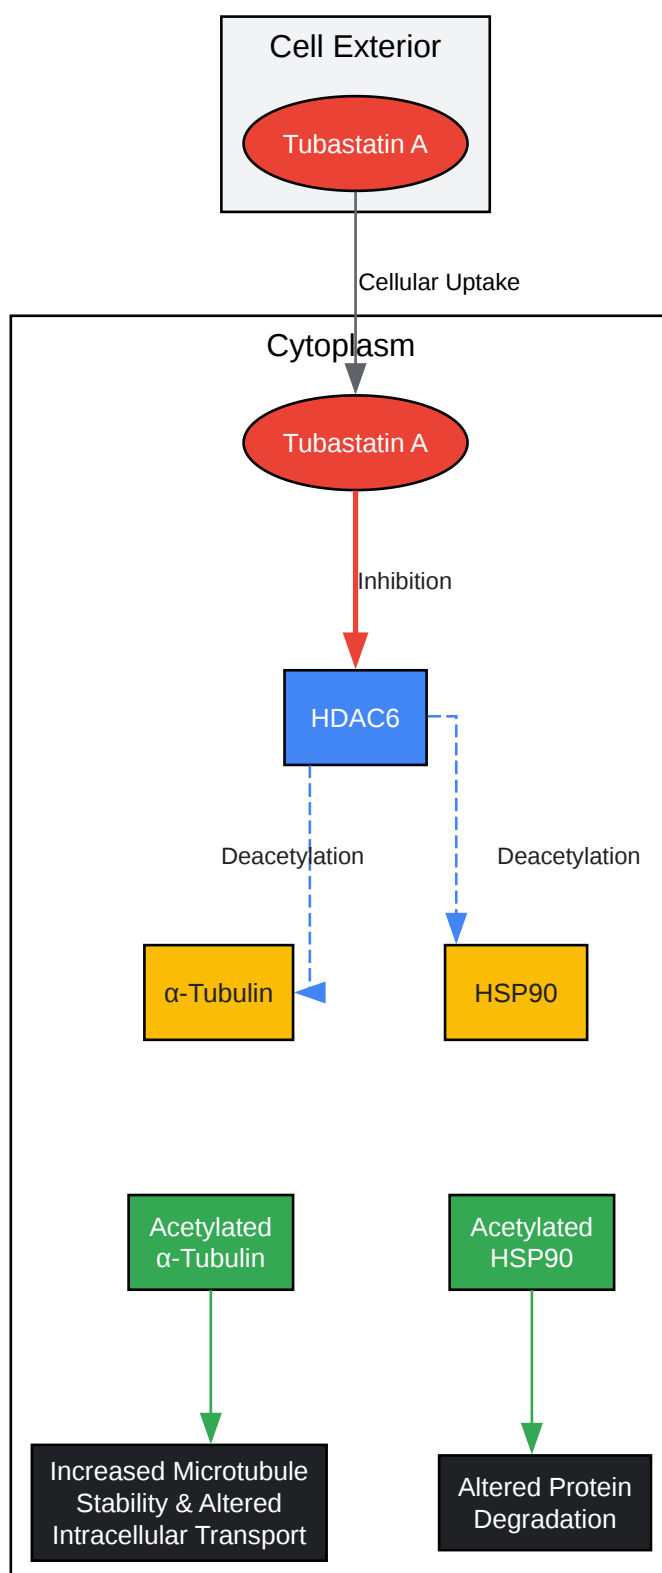 Cell Exterior
Tubastatin A
Cellular Uptake
Cytoplasm
Tubastatin A
Inhibition
HDAC6
Deacetylation
Deacetylation
α-Tubulin
HSP90
Acetylated
α-Tubulin
Acetylated
HSP90
Increased Microtubule
Stability & Altered
Intracellular Transport
Altered Protein
Degradation